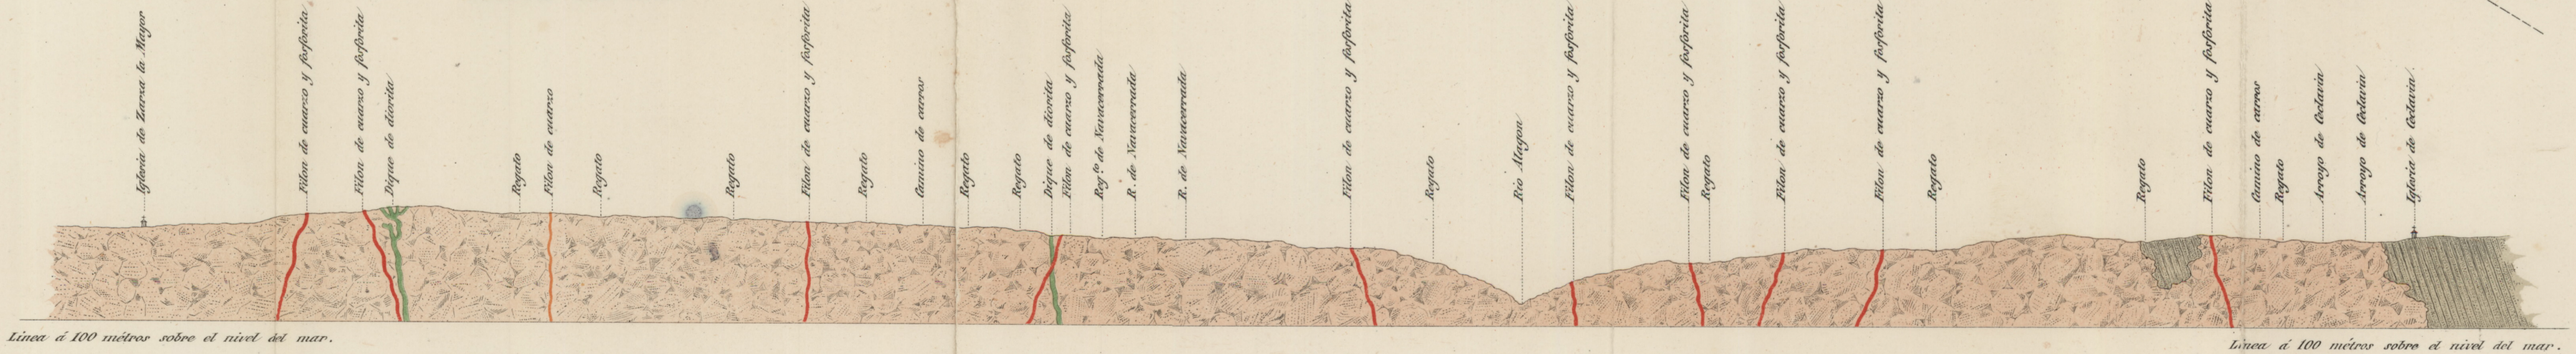 Iglesia de Zarza la Mayor
Filon de cuarzo y fosforita
Filon de cuarzo y fosforita
Dique de diorita
Regato
Filon de cuarzo
Regato
Regato
Filon de cuarzo y fosforita
Regato
Camino de carros
Regato
Regato
Dique de diorita
Filon de cuarzo y fosforita
Reg.to de Navacerrada
R. de Navacerrada
R. de Navacerrada
Filon de cuarzo y fosforita
Regato
Rio Alagon
Filon de cuarzo y fosforita
Filon de cuarzo y fosforita
Regato
Filon de cuarzo y fosforita
Filon de cuarzo y fosforita
Regato
Regato
Filon de cuarzo y fosforita
Camino de carros
Regato
Arroyo de Ceclavin
Arroyo de Ceclavin
Iglesia de Ceclavin
Linea á 100 métros sobre el nivel del mar.
Linea á 100 métros sobre el nivel del mar.